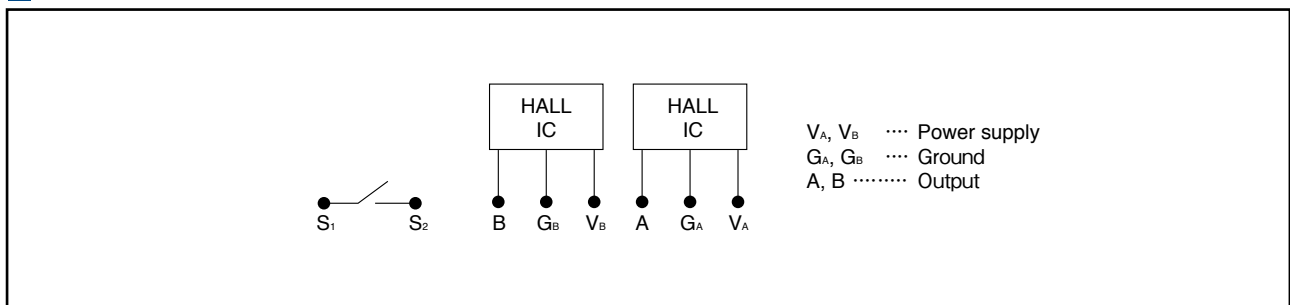 HALL
IC
HALL
IC
VA, VB ···· Power supply
GA, GB ···· Ground
A, B ········· Output
S1 S2 B GB VB A GA VA